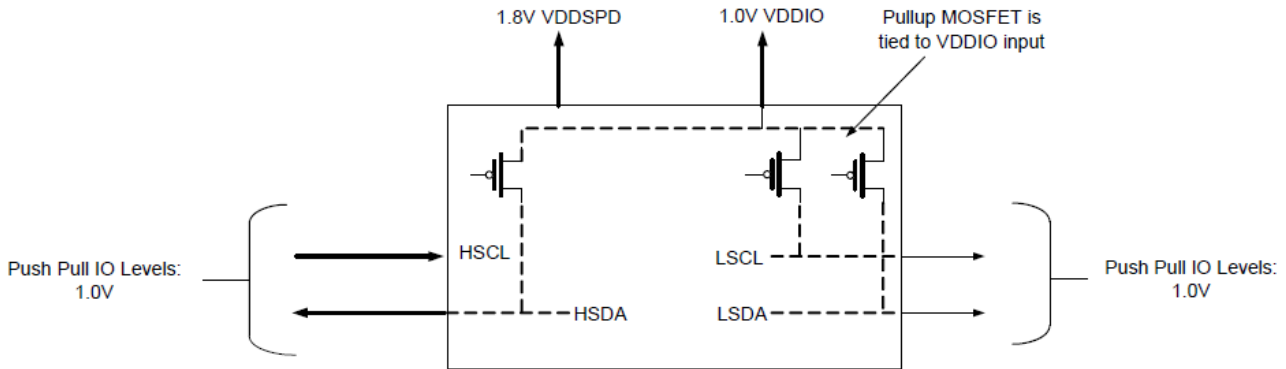 1.8V VDDSPD
1.0V VDDIO
Pullup MOSFET is
tied to VDDIO input
HSCL
LSCL
Push Pull IO Levels:
1.0V
Push Pull IO Levels:
1.0V
HSDA
LSDA